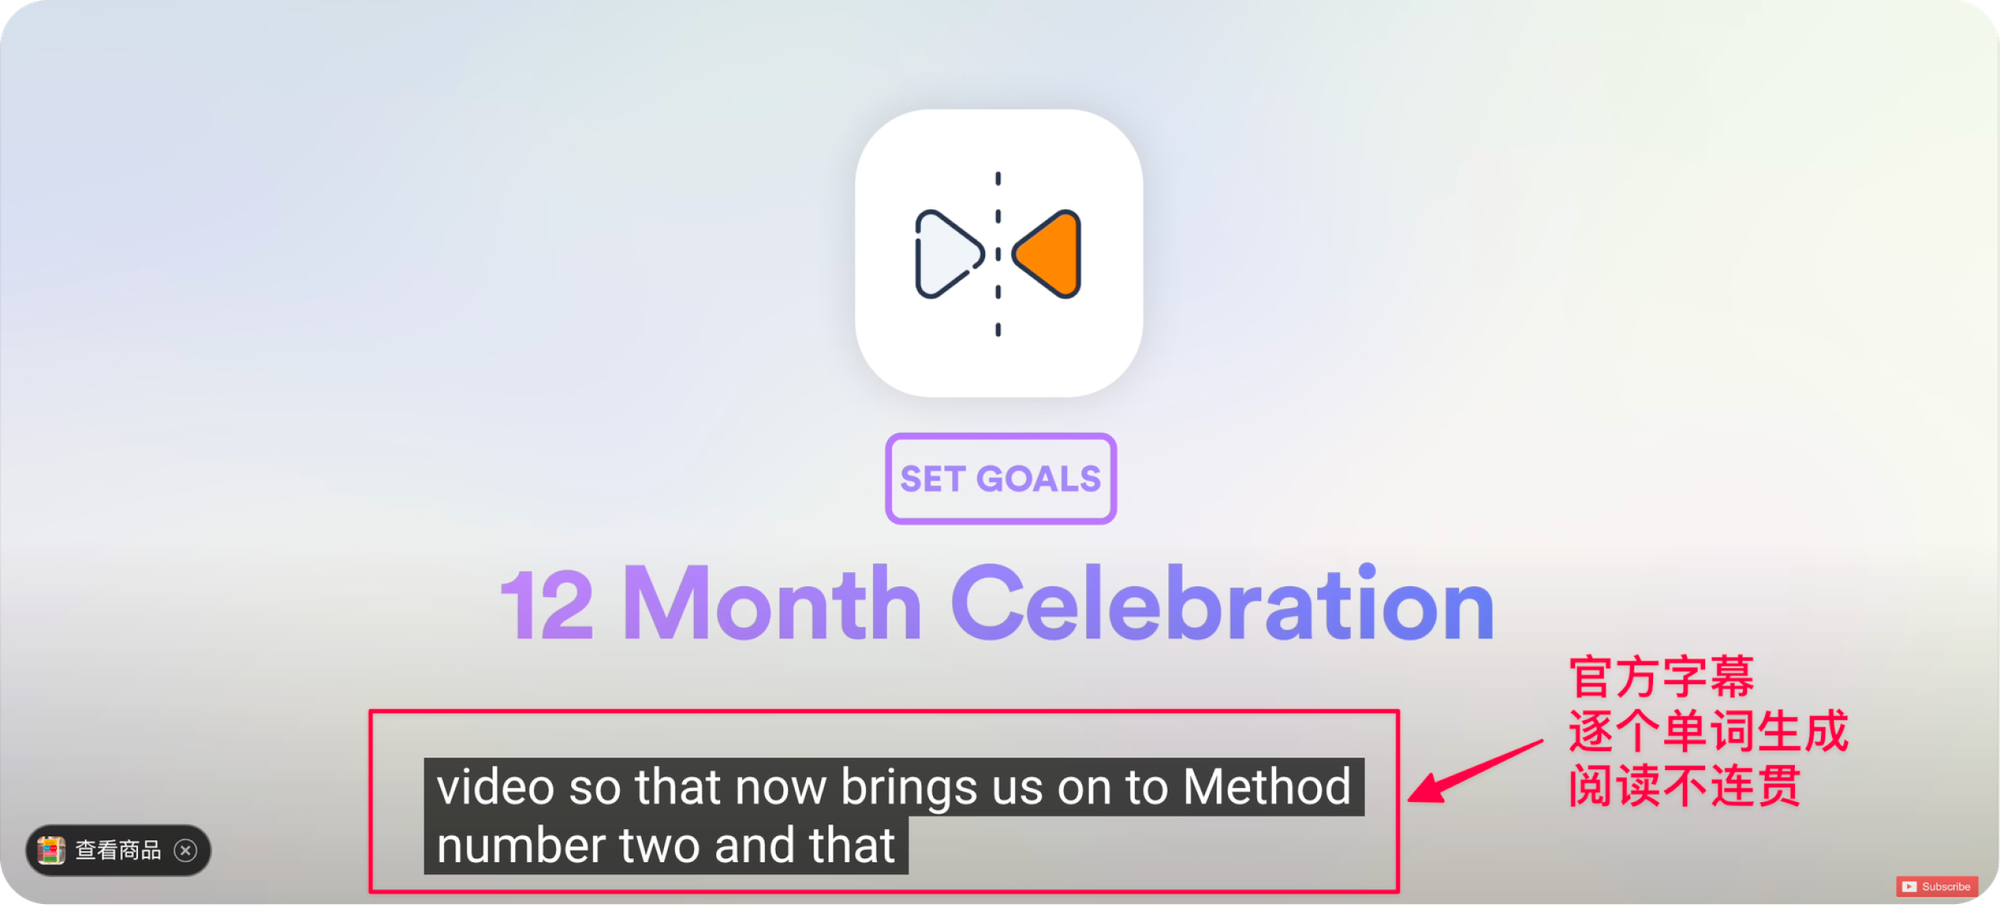 SET GOALS
12 Month Celebration
官方字幕
逐个单词生成
阅读不连贯
video so that now brings us on to Method
number two and that
查看商品
Subscribe